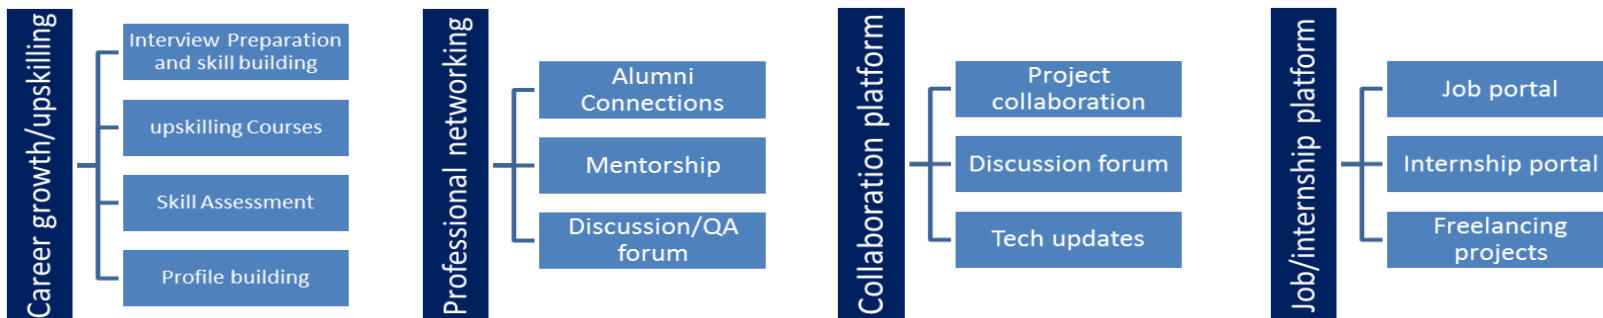 Career growth/upskilling
Interview Preparation
and skill building
upskilling Courses
Skill Assessment
Profile building
Professional networking
Alumni
Connections
Mentorship
Discussion/QA
forum
Collaboration platform
Project
collaboration
Discussion forum
Tech updates
Job/internship platform
Job portal
Internship portal
Freelancing
projects